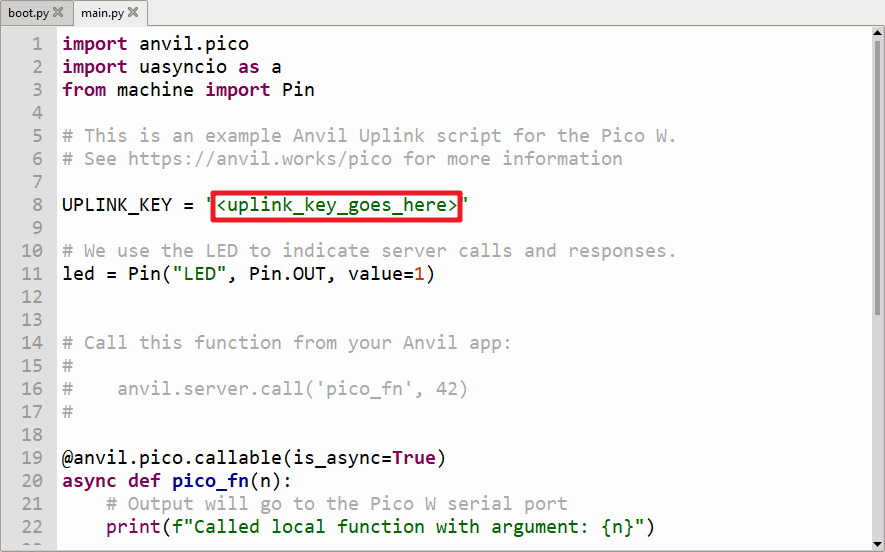 boot.py main.py
1 import anvil.pico
2 import uasyncio as a
3 from machine import Pin
4
5 # This is an example Anvil Uplink script for the Pico W.
6 # See https://anvil.works/pico for more information
7
8 UPLINK_KEY = "<uplink_key_goes_here>"
9
10 # We use the LED to indicate server calls and responses.
11 led = Pin("LED", Pin.OUT, value=1)
12
13
14 # Call this function from your Anvil app:
15 #
16 #    anvil.server.call('pico_fn', 42)
17 #
18
19 @anvil.pico.callable(is_async=True)
20 async def pico_fn(n):
21     # Output will go to the Pico W serial port
22     print(f"Called local function with argument: {n}")